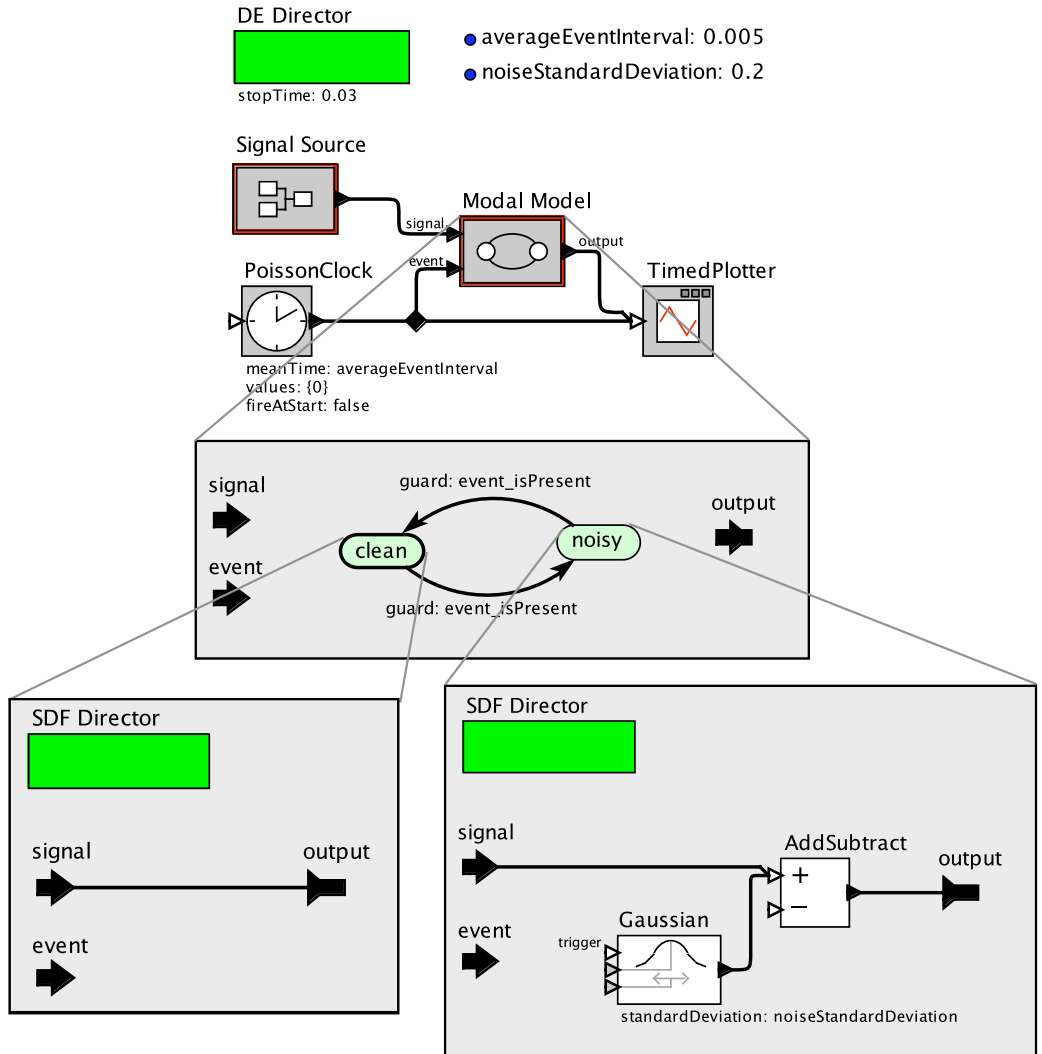 DE Director
averageEventInterval: 0.005
noiseStandardDeviation: 0.2
stopTime: 0.03
Signal Source
Modal Model
signal
output
event
PoissonClock
TimedPlotter
meanTime: averageEventInterval
values: {0}
fireAtStart: false
guard: event_isPresent
signal
output
clean
noisy
event
guard: event_isPresent
SDF Director
signal
output
event
SDF Director
signal
AddSubtract
output
+
−
Gaussian
event
trigger
standardDeviation: noiseStandardDeviation